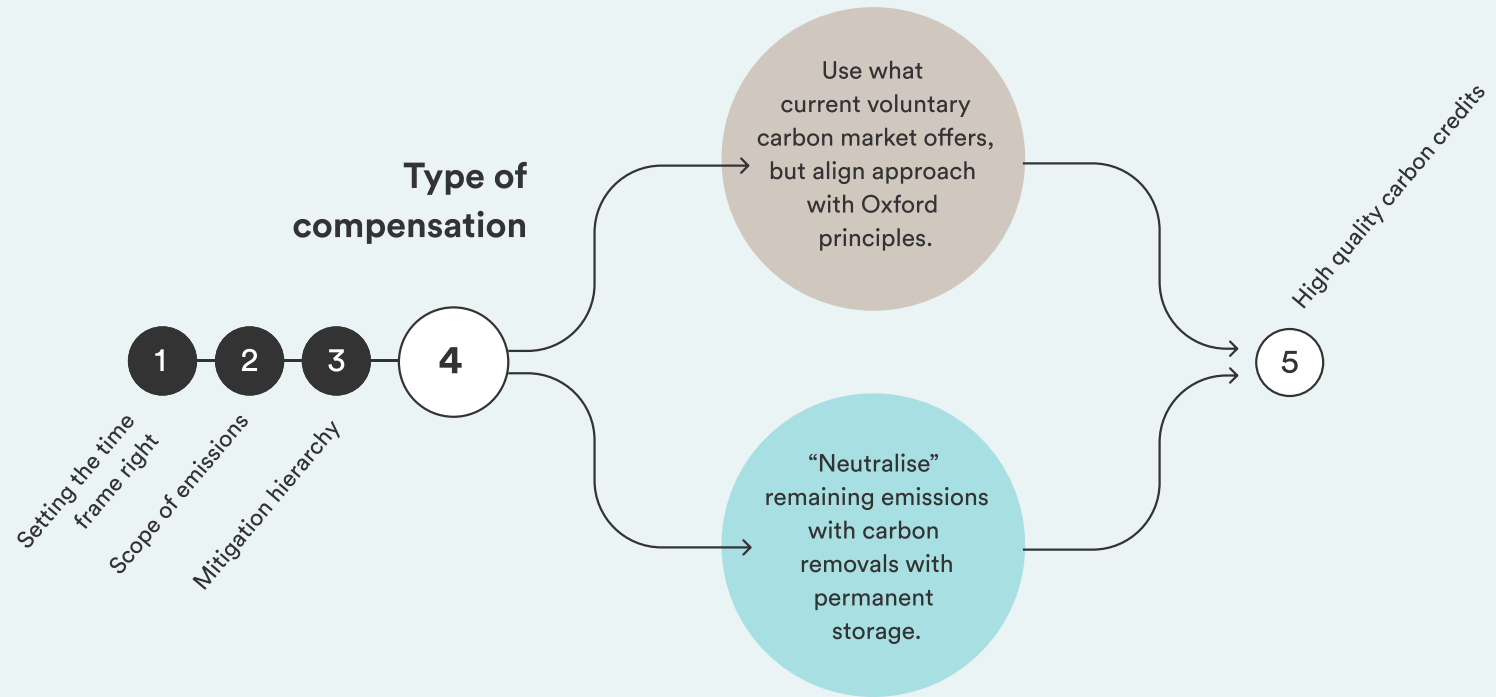 Type of
compensation
1
2
3
4
Setting the time
frame right
Scope of emissions
Mitigation hierarchy
Use what
current voluntary
carbon market offers,
but align approach
with Oxford
principles.
“Neutralise”
remaining emissions
with carbon
removals with
permanent
storage.
5
High quality carbon credits